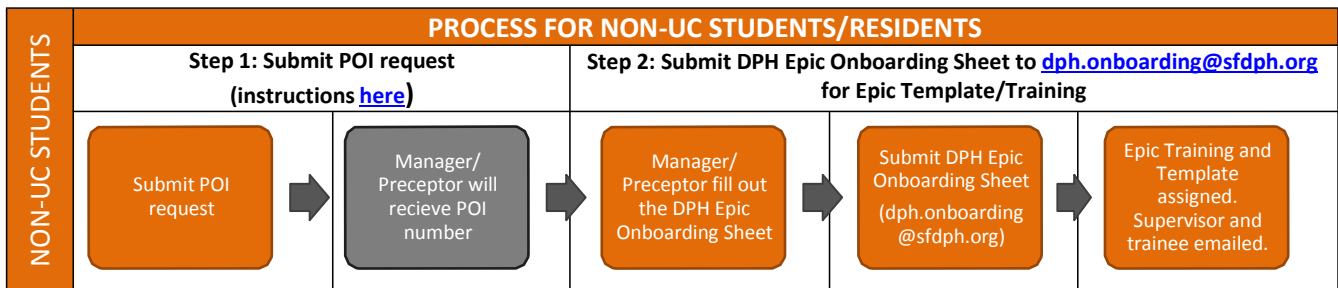 NON-UC STUDENTS
PROCESS FOR NON-UC STUDENTS/RESIDENTS
Step 1: Submit POI request
(instructions here)
Step 2: Submit DPH Epic Onboarding Sheet to dph.onboarding@sfdph.org
for Epic Template/Training
Submit POI
request
Manager/
Preceptor will
recieve POI
number
Manager/
Preceptor fill out
the DPH Epic
Onboarding Sheet
Submit DPH Epic
Onboarding Sheet
(dph.onboarding
@sfdph.org)
Epic Training and
Template
assigned.
Supervisor and
trainee emailed.